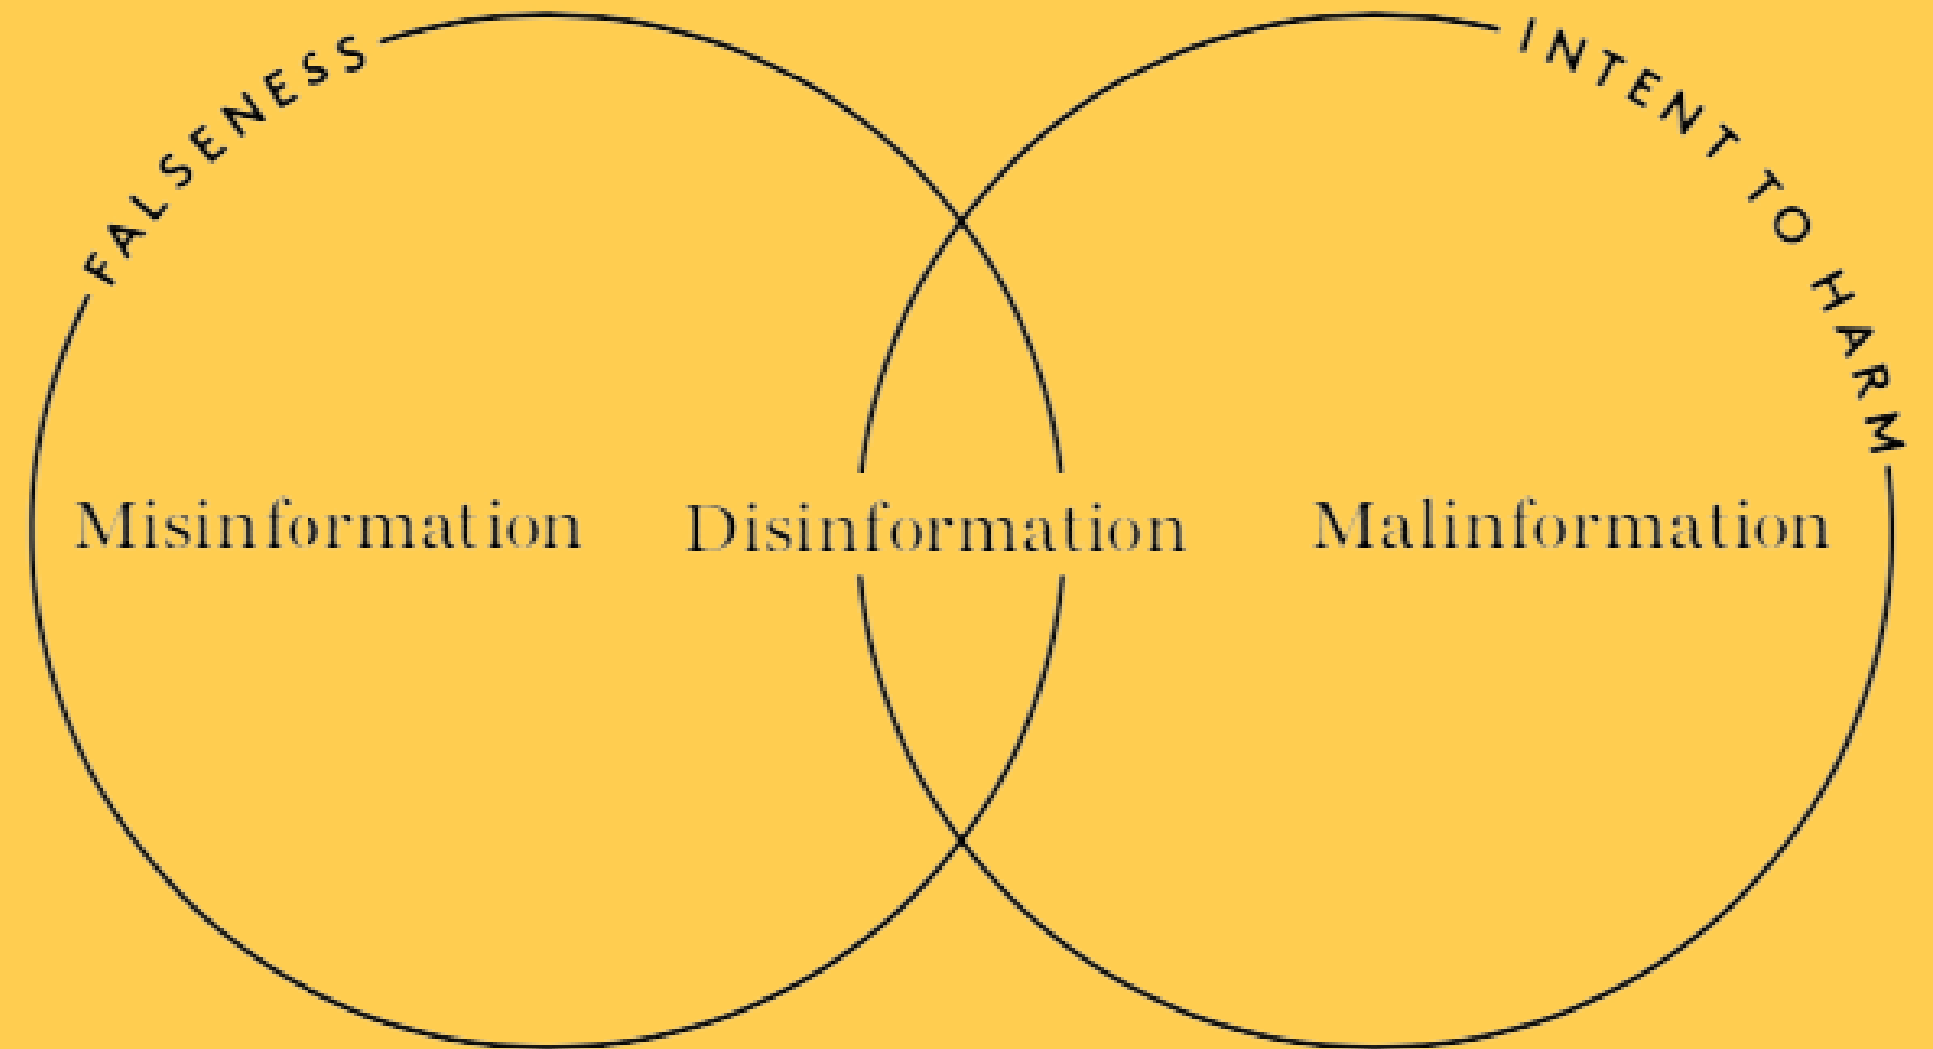 FALSENESS
INTENT TO HARM
Misinformation
Disinformation
Malinformation